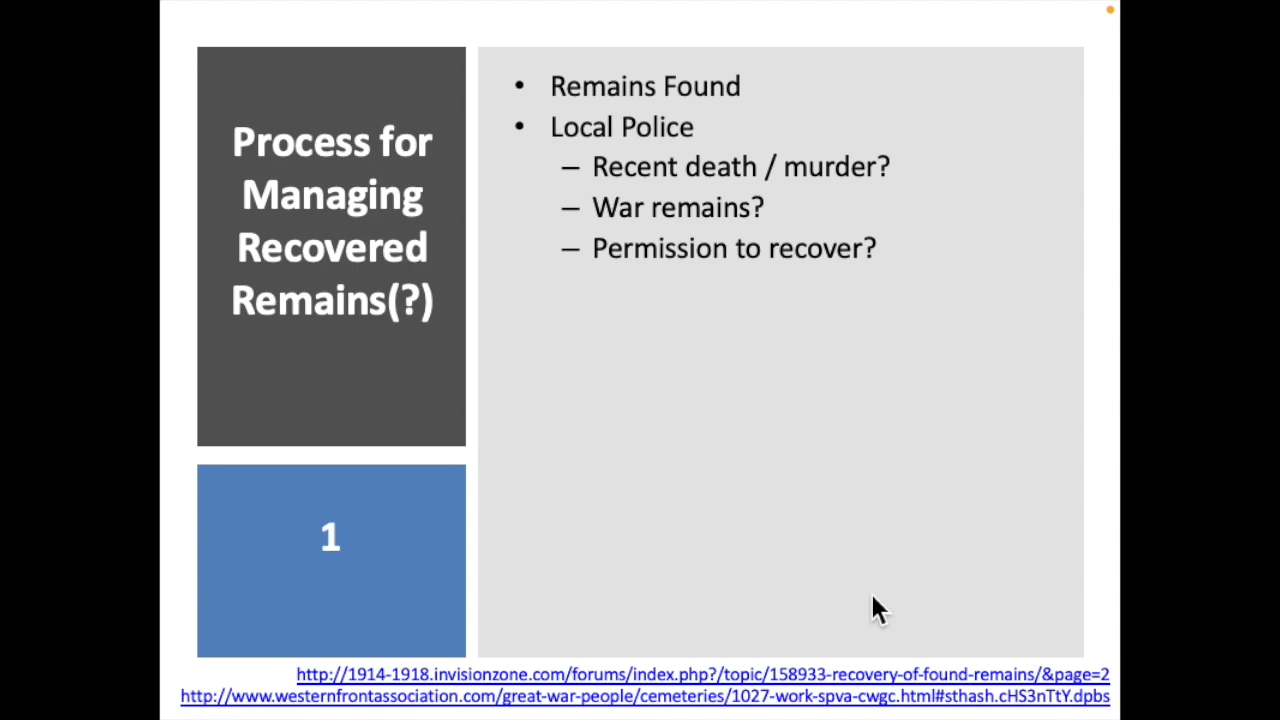 Process for
Managing
Recovered
Remains(?)
1
• Remains Found
• Local Police
– Recent death / murder?
– War remains?
– Permission to recover?
http://1914-1918.invisionzone.com/forums/index.php?/topic/158933-recovery-of-found-remains/&page=2
http://www.westernfrontassociation.com/great-war-people/cemeteries/1027-work-spva-cwgc.html#sthash.cHS3nTtY.dpbs